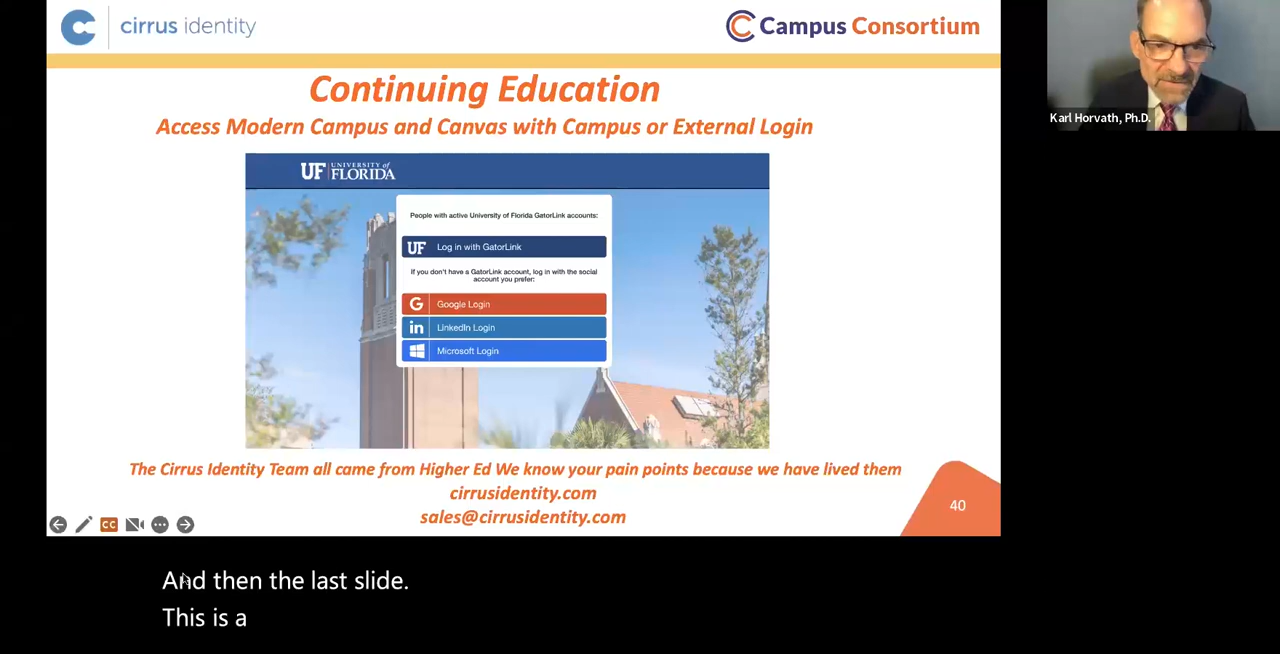 cirrus identity
Campus Consortium
Karl Horvath, Ph.D.
Continuing Education
Access Modern Campus and Canvas with Campus or External Login
UF UNIVERSITY of
FLORIDA
People with active University of Florida GatorLink accounts:
UF Log in with GatorLink
If you don't have a GatorLink account, log in with the social
account you prefer:
G Google Login
in LinkedIn Login
Microsoft Login
The Cirrus Identity Team all came from Higher Ed We know your pain points because we have lived them
cirrusidentity.com
sales@cirrusidentity.com
40
CC
And then the last slide.
This is a